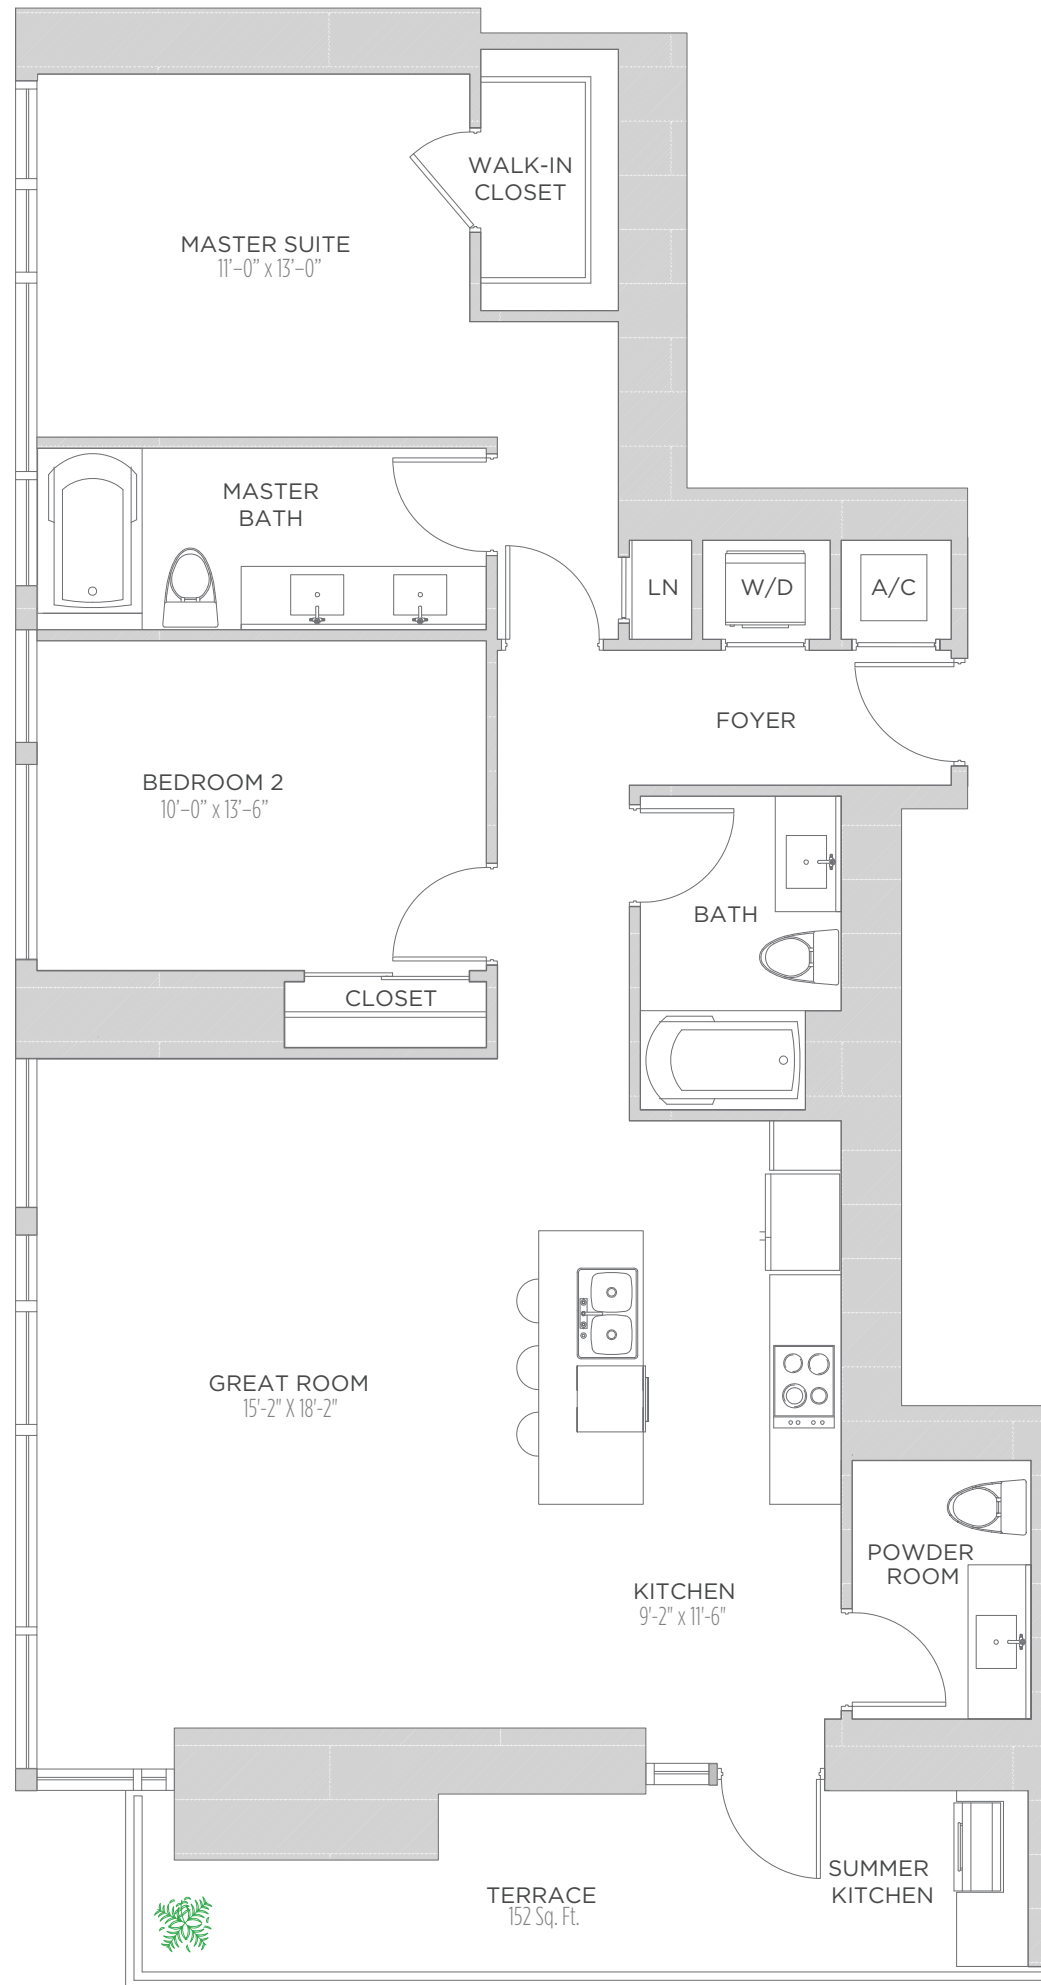 WALK-IN
CLOSET
MASTER SUITE
11’–0” x 13’–0”
MASTER
BATH
LN
W/D
A/C
FOYER
BEDROOM 2
10’–0” x 13’–6”
BATH
CLOSET
GREAT ROOM
15'-2" X 18'-2"
POWDER
ROOM
KITCHEN
9'-2" x 11'-6"
SUMMER
KITCHEN
TERRACE
152 Sq. Ft.